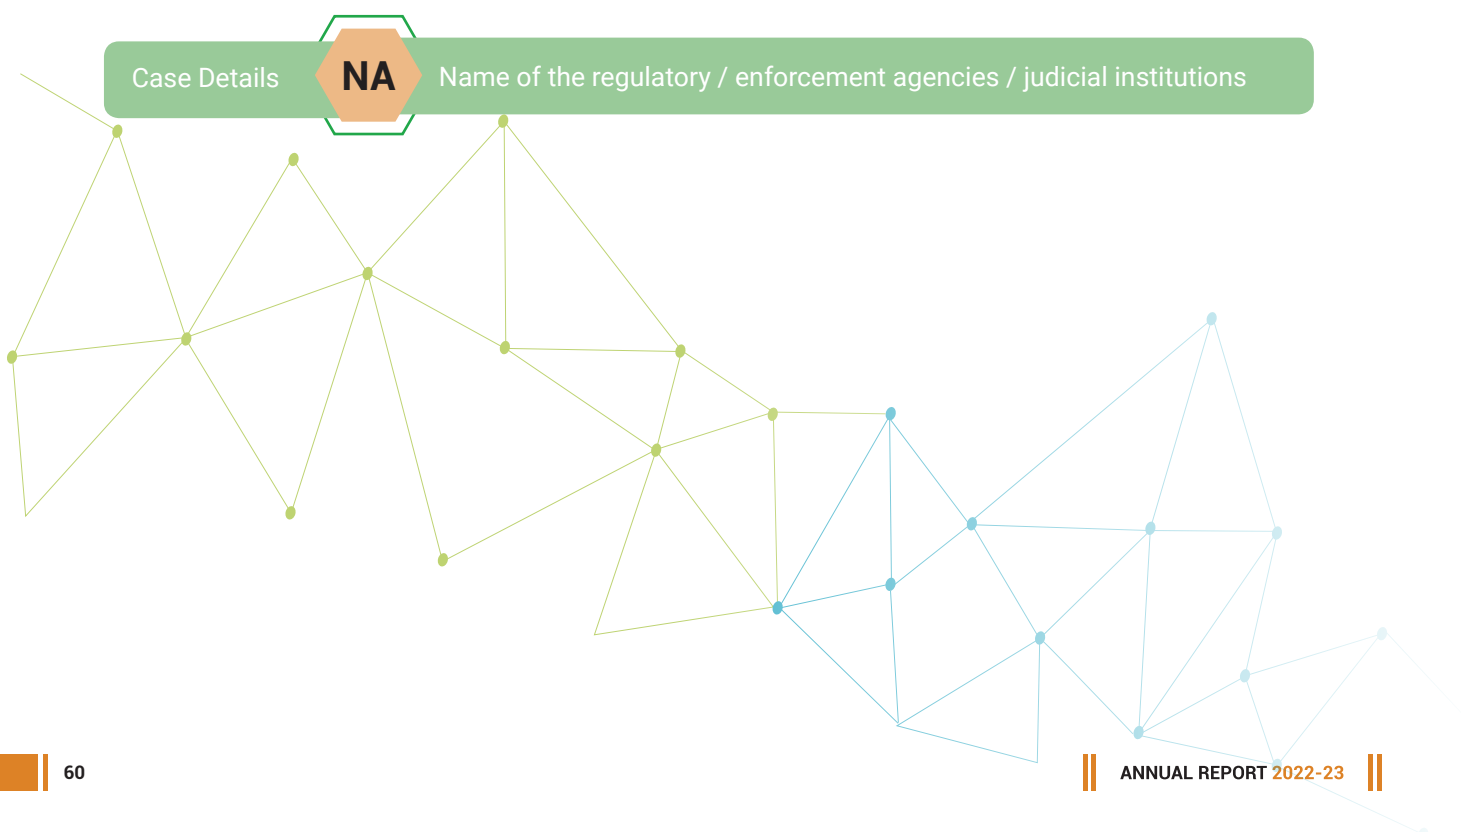 Case Details NA Name of the regulatory / enforcement agencies / judicial institutions
60
ANNUAL REPORT 2022-23